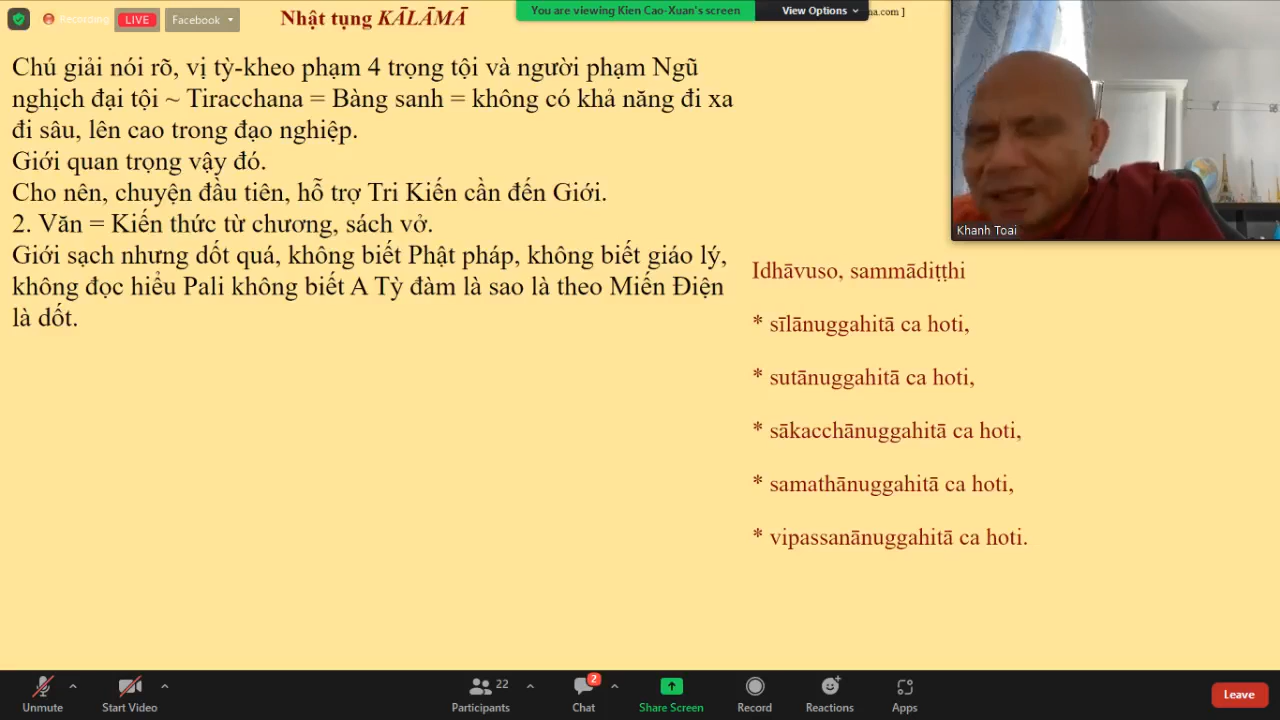 Recording
LIVE
Facebook
Nhật tụng KĀLĀMĀ
You are viewing Kien Cao-Xuan's screen
View Options
na.com ]
Chú giải nói rõ, vị tỳ-kheo phạm 4 trọng tội và người phạm Ngũ
nghịch đại tội ~ Tiracchana = Bàng sanh = không có khả năng đi xa
đi sâu, lên cao trong đạo nghiệp.
Giới quan trọng vậy đó.
Cho nên, chuyện đầu tiên, hỗ trợ Tri Kiến cần đến Giới.
2. Văn = Kiến thức từ chương, sách vở.
Giới sạch nhưng dốt quá, không biết Phật pháp, không biết giáo lý,
không đọc hiểu Pali không biết A Tỳ đàm là sao là theo Miến Điện
là dốt.
Khanh Toai
Idhāvuso, sammādiṭṭhi
* sīlānuggahitā ca hoti,
* sutānuggahitā ca hoti,
* sākacchānuggahitā ca hoti,
* samathānuggahitā ca hoti,
* vipassanānuggahitā ca hoti.
Unmute
Start Video
22
Participants
2
Chat
Share Screen
Record
Reactions
Apps
Leave